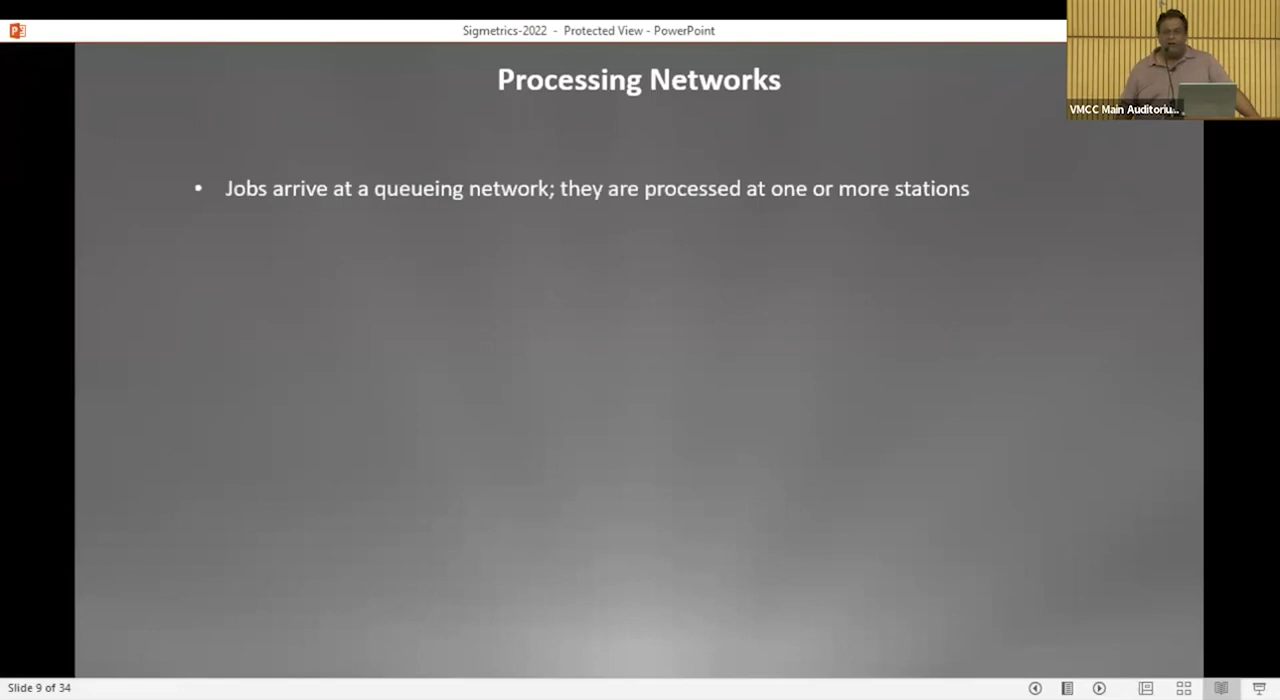 Sigmetrics-2022 - Protected View - PowerPoint
Processing Networks
VMCC Main Auditoriu...
• Jobs arrive at a queueing network; they are processed at one or more stations
Slide 9 of 34